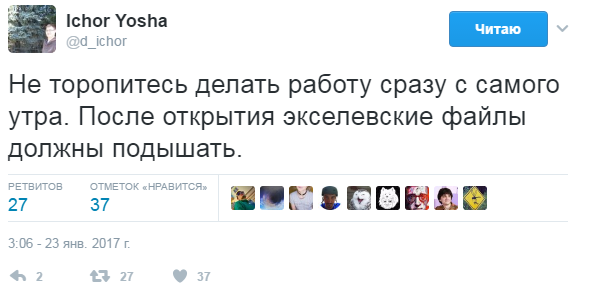 Ichor Yosha
@d_ichor
Читаю
Не торопитесь делать работу сразу с самого
утра. После открытия экселевские файлы
должны подышать.
РЕТВИТОВ ОТМЕТОК «НРАВИТСЯ»
27 37
3:06 - 23 янв. 2017 г.
2 27 37